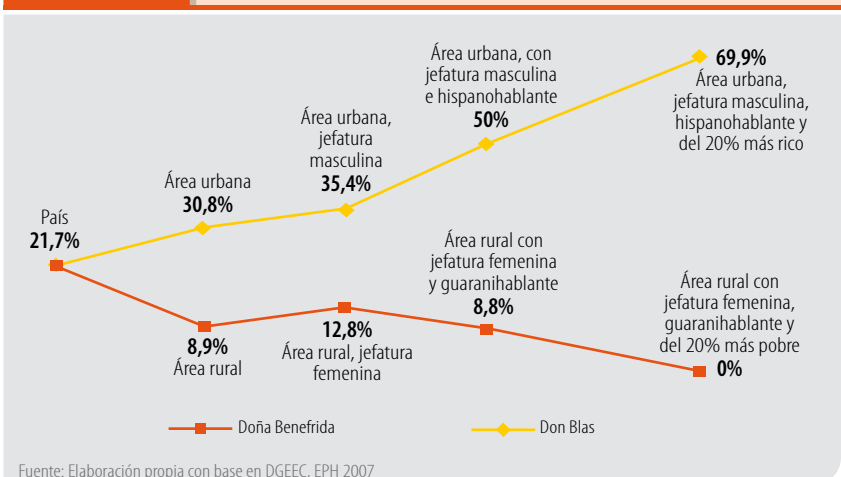 País
21,7%
Área urbana
30,8%
Área urbana,
jefatura
masculina
35,4%
Área urbana, con
jefatura masculina
e hispanohablante
50%
69,9%
Área urbana,
jefatura masculina,
hispanohablante y
del 20% más rico
8,9%
Área rural
12,8%
Área rural, jefatura
femenina
Área rural con
jefatura femenina
y guaranihablante
8,8%
Área rural con
jefatura femenina,
guaranihablante y
del 20% más pobre
0%
Doña Benefrida
Don Blas
Fuente: Elaboración propia con base en DGEEC. EPH 2007